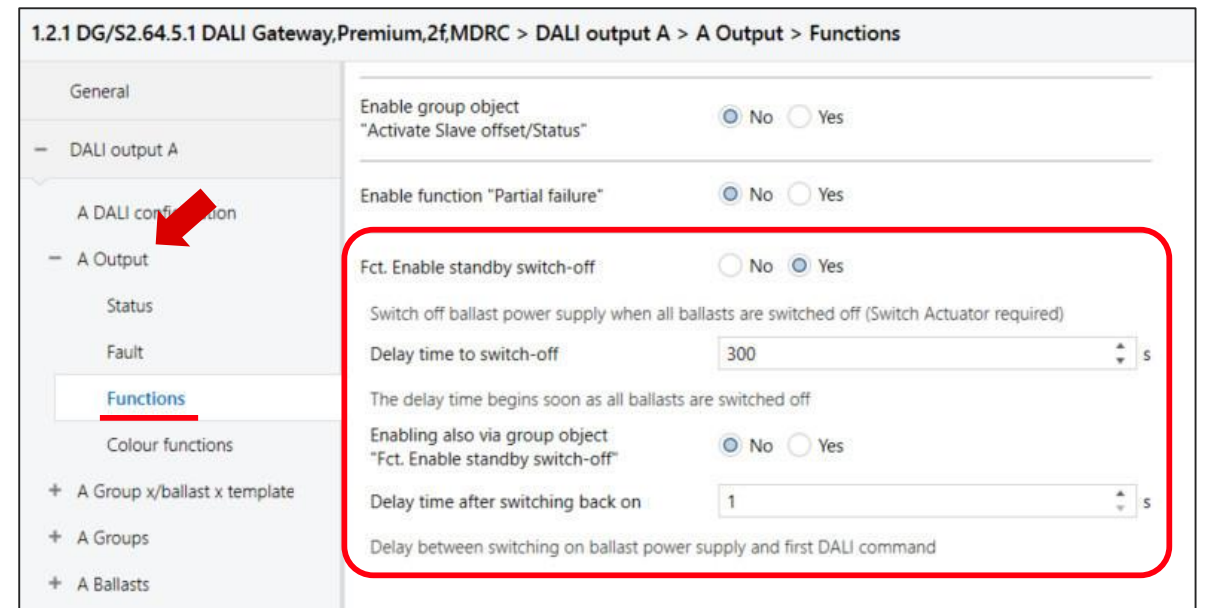 1.2.1 DG/S2.64.5.1 DALI Gateway,Premium,2f,MDRC > DALI output A > A Output > Functions
General
DALI output A
A DALI
A Output
Status
Fault
Functions
Colour functions
A Group x/ballast x template
A Groups
A Ballasts
Enable group object
"Activate Slave offset/Status"
No Yes
Enable function "Partial failure"
No Yes
Fct. Enable standby switch-off
No Yes
Switch off ballast power supply when all ballasts are switched off (Switch Actuator required)
Delay time to switch-off
300
s
The delay time begins soon as all ballasts are switched off
Enabling also via group object
"Fct. Enable standby switch-off"
No Yes
Delay time after switching back on
1
s
Delay between switching on ballast power supply and first DALI command